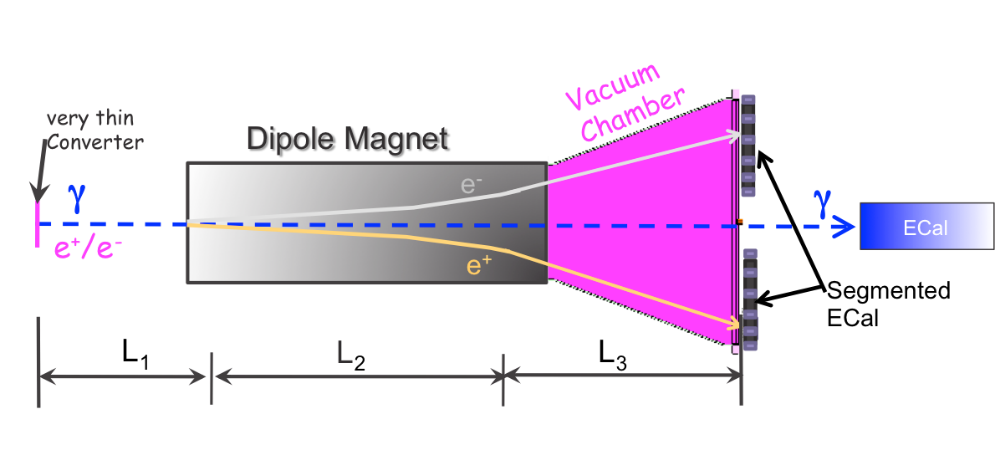 very thin
Converter
Dipole Magnet
Vacuum
Chamber
γ
e⁺/e⁻
e⁻
e⁺
γ
ECal
Segmented
ECal
L₁
L₂
L₃